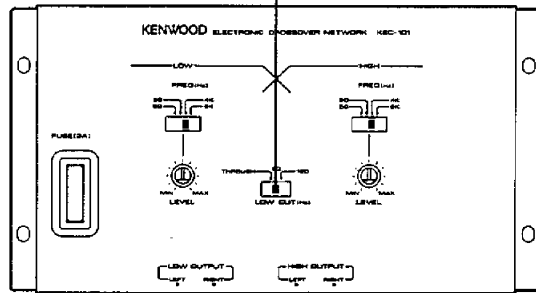 KENWOOD ELECTRONIC CROSSOVER NETWORK KEC-101
LOW HIGH
FREQ(Hz) FREQ(Hz)
FUSE(3A)
THROUGH
MIN MAX
LEVEL
LOW CUT(Hz)
MIN MAX
LEVEL
LOW OUTPUT
LEFT RIGHT
HIGH OUTPUT
LEFT RIGHT